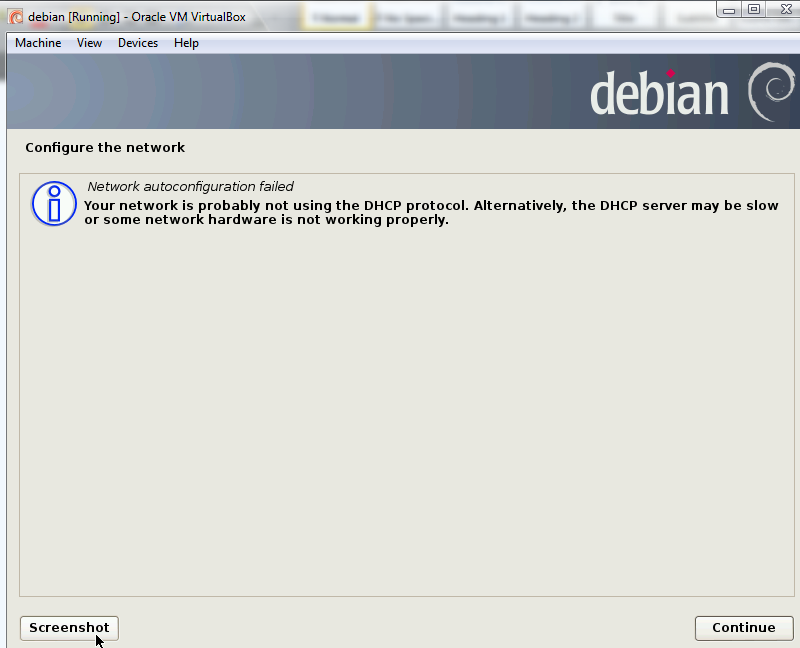 debian [Running] - Oracle VM VirtualBox
Machine View Devices Help
debian
Configure the network
Network autoconfiguration failed
Your network is probably not using the DHCP protocol. Alternatively, the DHCP server may be slow
or some network hardware is not working properly.
Screenshot
Continue